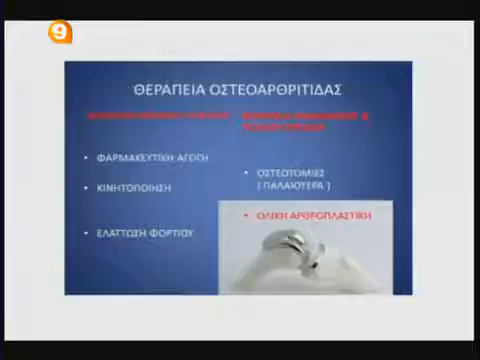 9
ΘΕΡΑΠΕΙΑ ΟΣΤΕΟΑΡΘΡΙΤΙΔΑΣ
ΦΑΡΜΑΚΕΥΤΙΚΗ ΑΓΩΓΗ
ΚΙΝΗΤΟΠΟΙΗΣΗ
ΕΛΑΤΤΩΣΗ ΦΟΡΤΙΟΥ
&
ΟΣΤΕΟΤΟΜΙΕΣ
( ΠΑΛΑΙΟΤΕΡΑ )
ΟΛΙΚΗ ΑΡΘΡΟΠΛΑΣΤΙΚΗ